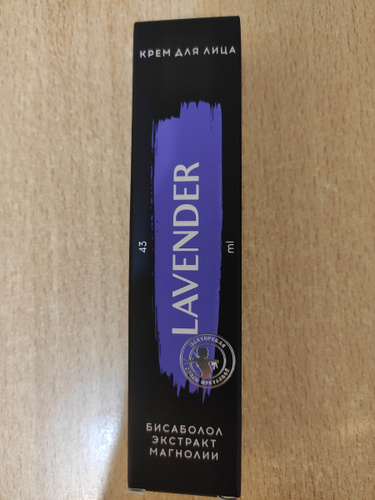 КРЕМ ДЛЯ ЛИЦА
LAVENDER
43
ml
БИСАБОЛОЛ
ЭКСТРАКТ
МАГНОЛИИ